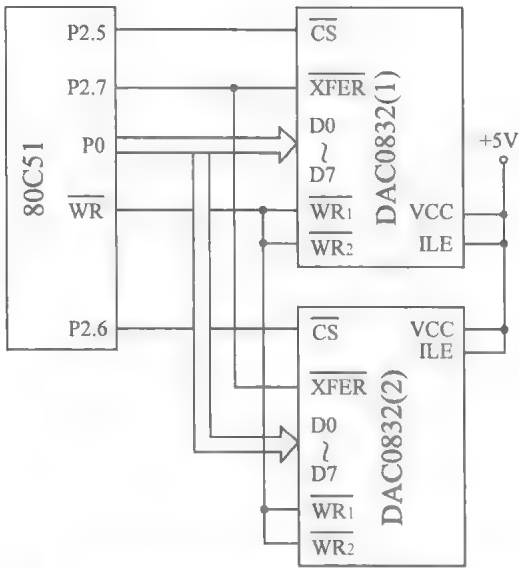 80C51
P2.5
P2.7
P0
WR
P2.6
DAC0832(1)
CS
XFER
D0
~
D7
WR1
WR2
VCC
ILE
+5V
DAC0832(2)
CS
XFER
D0
~
D7
WR1
WR2
VCC
ILE